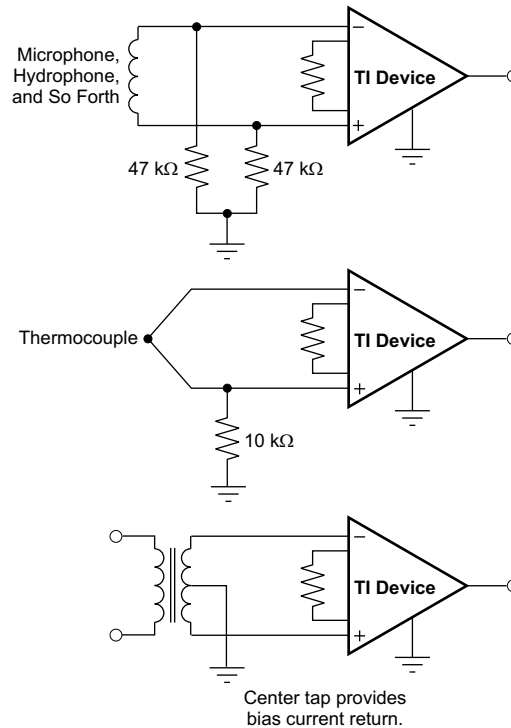 Microphone,
Hydrophone,
and So Forth
−
TI Device
+
47 kΩ
47 kΩ
−
Thermocouple
TI Device
+
10 kΩ
−
TI Device
+
Center tap provides
bias current return.